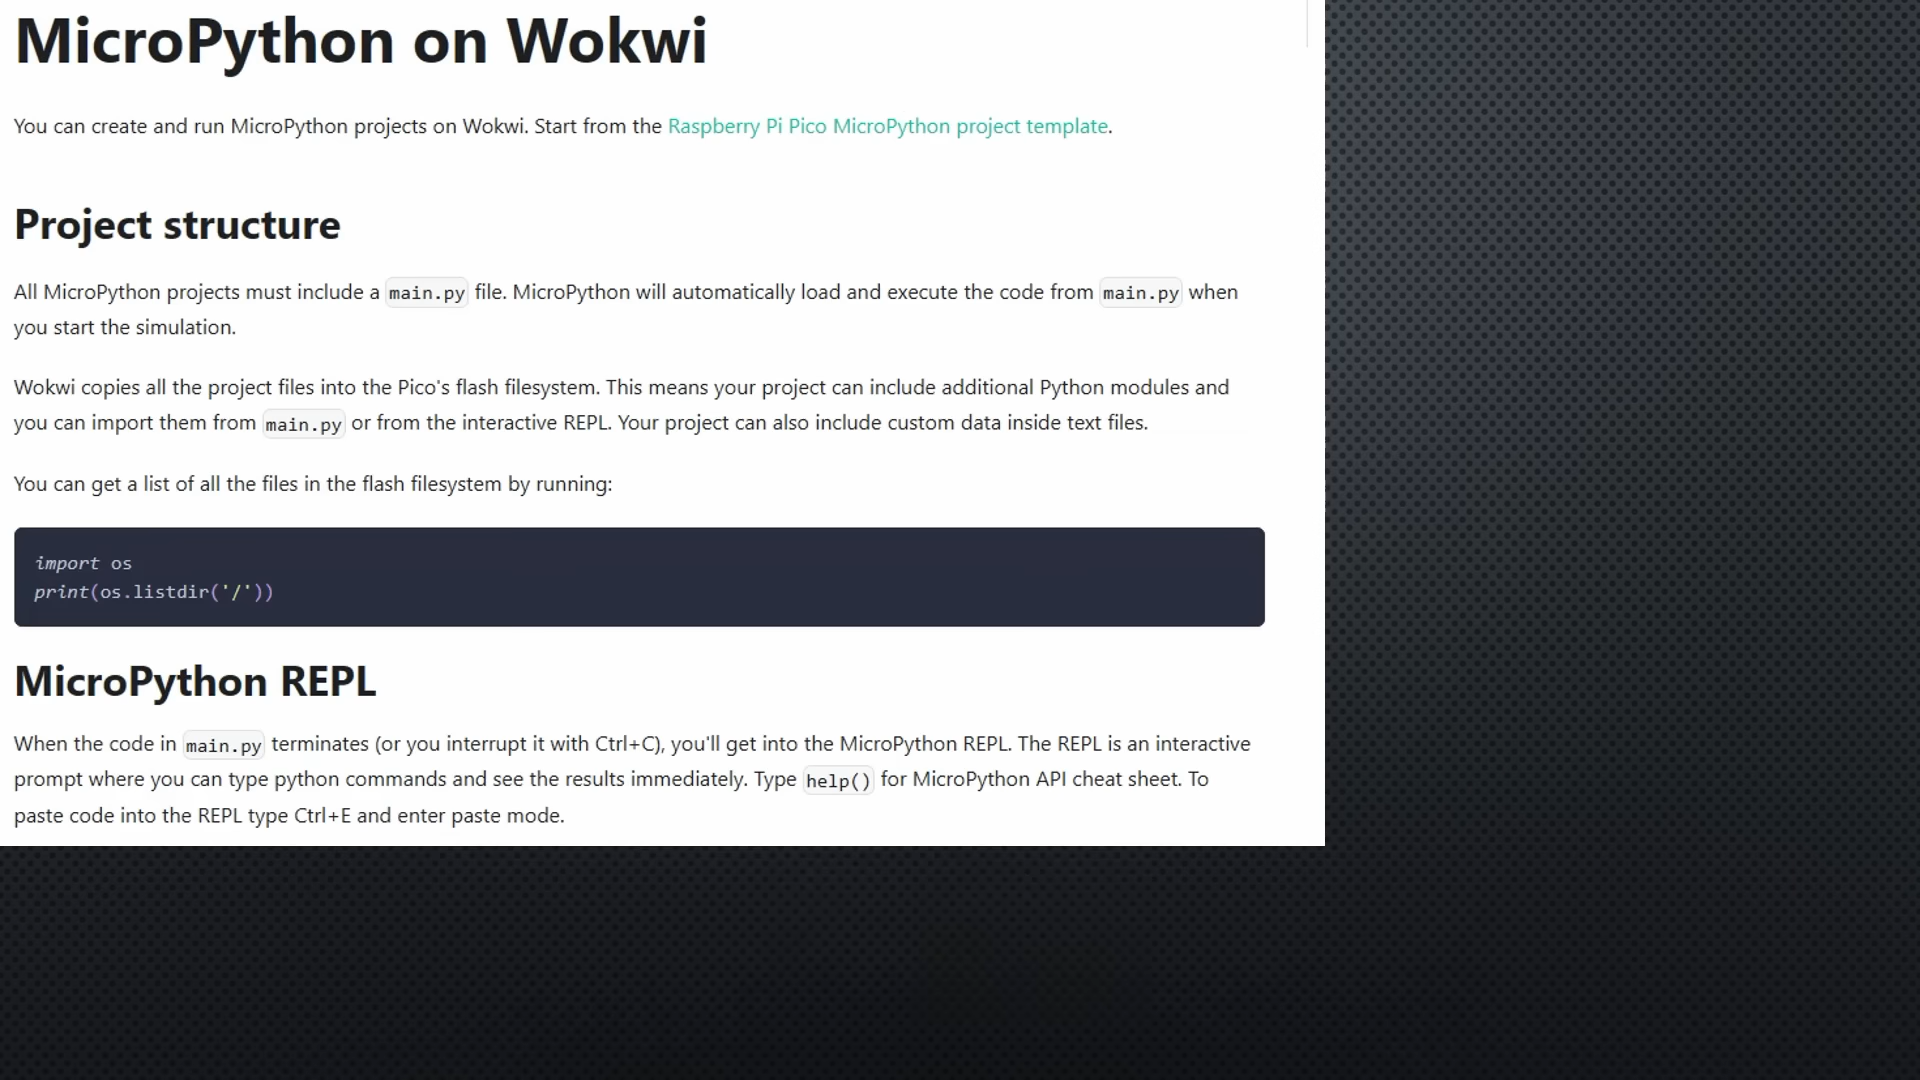 MicroPython on Wokwi
You can create and run MicroPython projects on Wokwi. Start from the Raspberry Pi Pico MicroPython project template.
Project structure
All MicroPython projects must include a main.py file. MicroPython will automatically load and execute the code from main.py when
you start the simulation.
Wokwi copies all the project files into the Pico's flash filesystem. This means your project can include additional Python modules and
you can import them from main.py or from the interactive REPL. Your project can also include custom data inside text files.
You can get a list of all the files in the flash filesystem by running:
import os
print(os.listdir('/'))
MicroPython REPL
When the code in main.py terminates (or you interrupt it with Ctrl+C), you'll get into the MicroPython REPL. The REPL is an interactive
prompt where you can type python commands and see the results immediately. Type help() for MicroPython API cheat sheet. To
paste code into the REPL type Ctrl+E and enter paste mode.